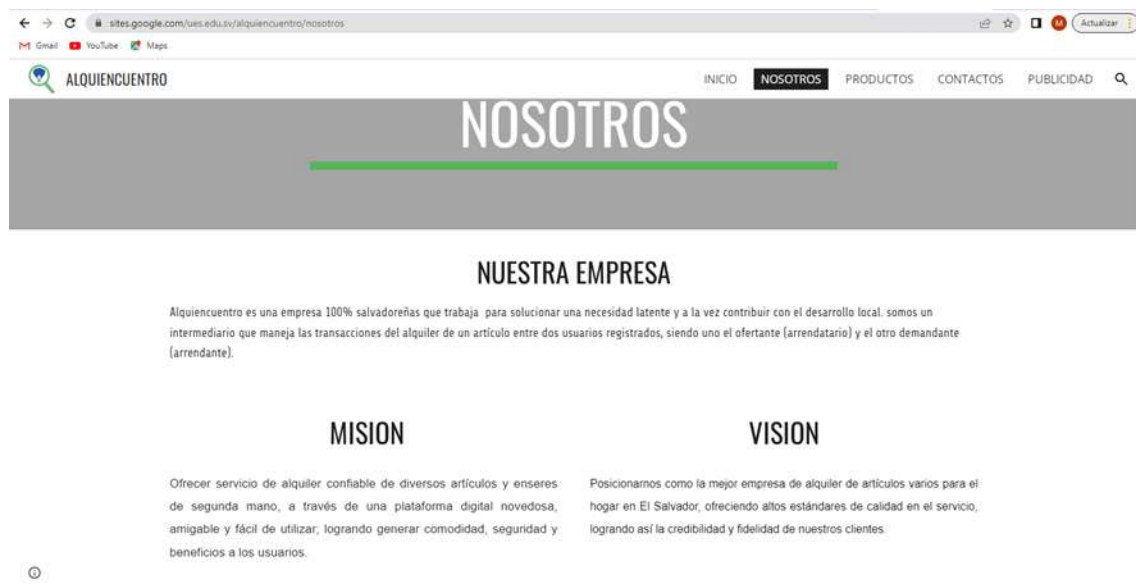 sites.google.com/ues.edu.sv/alquiencuentro/nosotros
M
Actualizar
Gmail
YouTube
Maps
ALQUIENCUENTRO
INICIO
NOSOTROS
PRODUCTOS
CONTACTOS
PUBLICIDAD
NOSOTROS
NUESTRA EMPRESA
Alquiencuentro es una empresa 100% salvadoreñas que trabaja para solucionar una necesidad latente y a la vez contribuir con el desarrollo local. somos un
intermediario que maneja las transacciones del alquiler de un artículo entre dos usuarios registrados, siendo uno el ofertante (arrendatario) y el otro demandante
(arrendante).
MISION
Ofrecer servicio de alquiler confiable de diversos artículos y enseres
de segunda mano, a través de una plataforma digital novedosa,
amigable y fácil de utilizar; logrando generar comodidad, seguridad y
beneficios a los usuarios.
VISION
Posicionarnos como la mejor empresa de alquiler de artículos varios para el
hogar en El Salvador, ofreciendo altos estándares de calidad en el servicio,
logrando así la credibilidad y fidelidad de nuestros clientes.